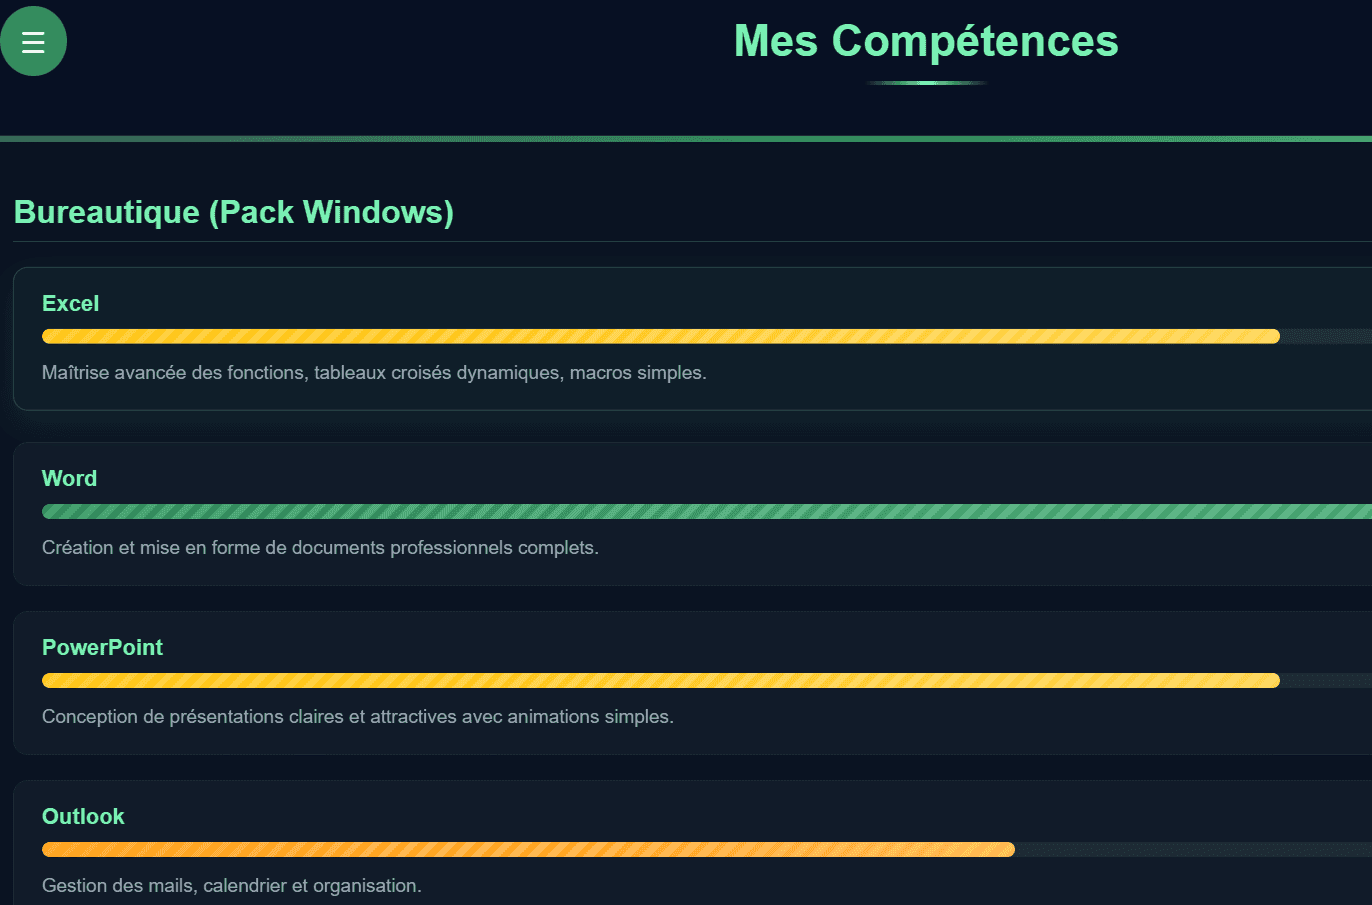 Mes Compétences
Bureautique (Pack Windows)
Excel
Maîtrise avancée des fonctions, tableaux croisés dynamiques, macros simples.
Word
Création et mise en forme de documents professionnels complets.
PowerPoint
Conception de présentations claires et attractives avec animations simples.
Outlook
Gestion des mails, calendrier et organisation.